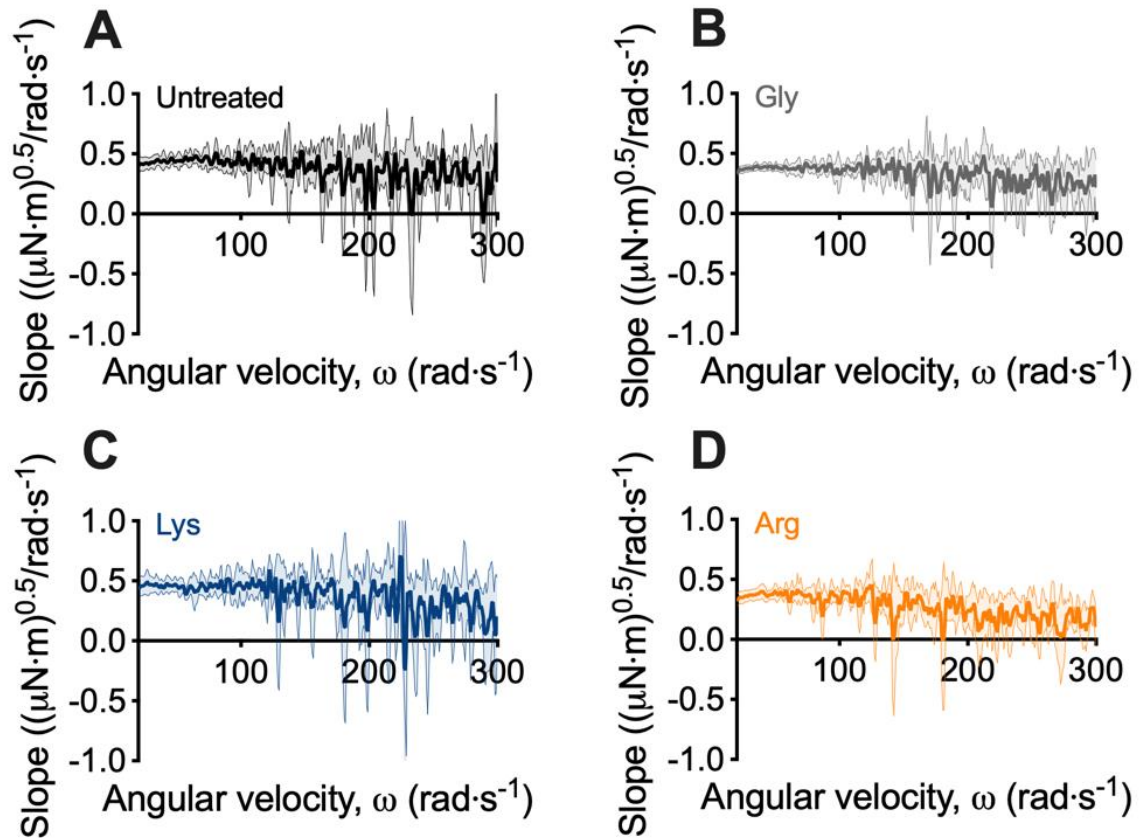 A
Slope ((μN·m)^0.5/rad·s^-1)
1.0
Untreated
0.5
0.0
100
200
300
-0.5
-1.0
Angular velocity, ω (rad·s^-1)
B
Slope ((μN·m)^0.5/rad·s^-1)
1.0
Gly
0.5
0.0
100
200
300
-0.5
-1.0
Angular velocity, ω (rad·s^-1)
C
Slope ((μN·m)^0.5/rad·s^-1)
1.0
Lys
0.5
0.0
100
200
300
-0.5
-1.0
Angular velocity, ω (rad·s^-1)
D
Slope ((μN·m)^0.5/rad·s^-1)
1.0
Arg
0.5
0.0
100
200
300
-0.5
-1.0
Angular velocity, ω (rad·s^-1)